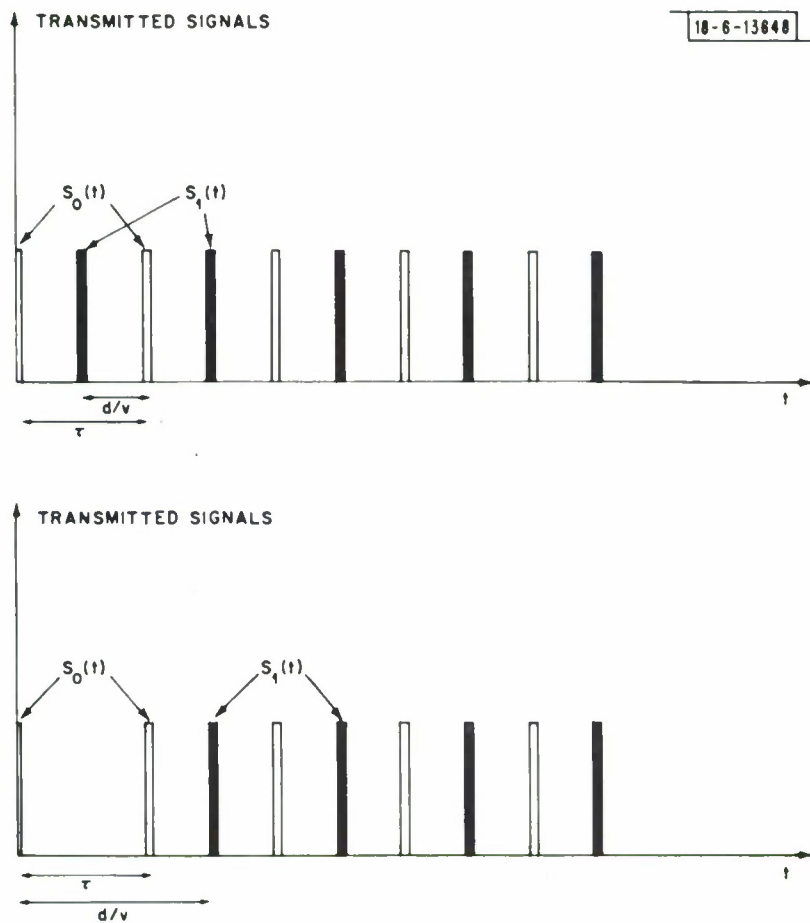 TRANSMITTED SIGNALS
18-6-13648
S₀(t) S₁(t)
d/v
t
τ
TRANSMITTED SIGNALS
S₀(t) S₁(t)
t
τ
d/v